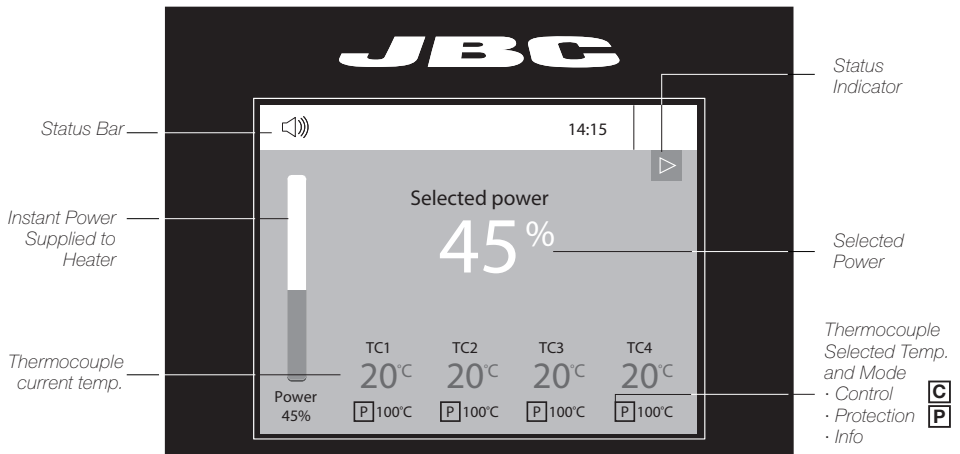 JBC
Status Bar
Instant Power
Supplied to
Heater
Thermocouple
current temp.
14:15
Selected power
45 %
TC1 TC2 TC3 TC4
20°C 20°C 20°C 20°C
P 100°C P 100°C P 100°C P 100°C
Power
45%
Status
Indicator
Selected
Power
Thermocouple
Selected Temp.
and Mode
· Control C
· Protection P
· Info